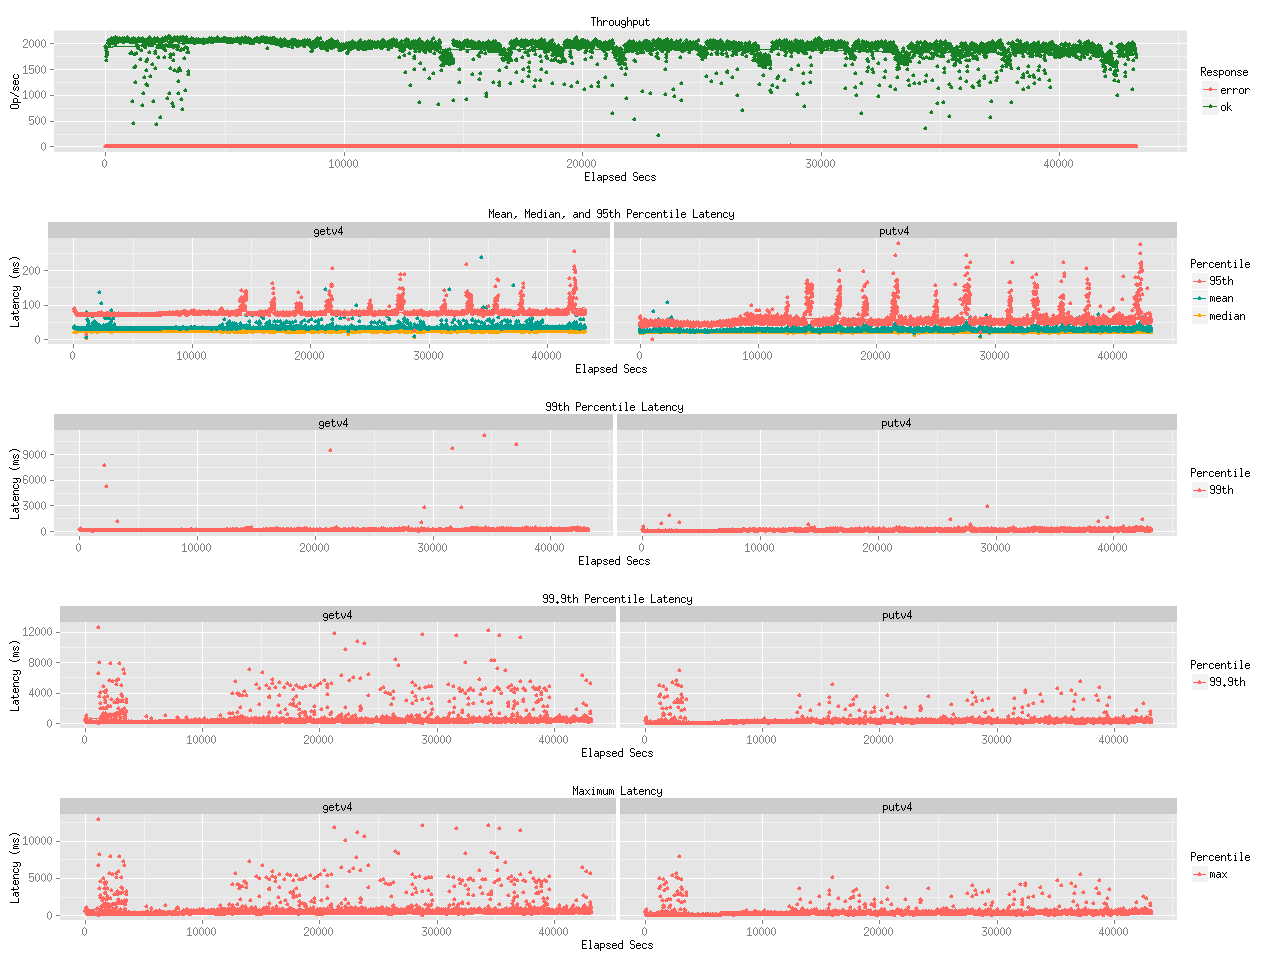 Throughput
Op/sec
2000
1500
1000
500
0
0 10000 20000 30000 40000
Elapsed Secs
Response
error
ok
Mean, Median, and 95th Percentile Latency
getv4 putv4
Latency (ms)
200
100
0
0 10000 20000 30000 40000 0 10000 20000 30000 40000
Elapsed Secs
Percentile
95th
mean
median
99th Percentile Latency
getv4 putv4
Latency (ms)
9000
6000
3000
0
0 10000 20000 30000 40000 0 10000 20000 30000 40000
Elapsed Secs
Percentile
99th
99.9th Percentile Latency
getv4 putv4
Latency (ms)
12000
8000
4000
0
0 10000 20000 30000 40000 0 10000 20000 30000 40000
Elapsed Secs
Percentile
99.9th
Maximum Latency
getv4 putv4
Latency (ms)
10000
5000
0
0 10000 20000 30000 40000 0 10000 20000 30000 40000
Elapsed Secs
Percentile
max